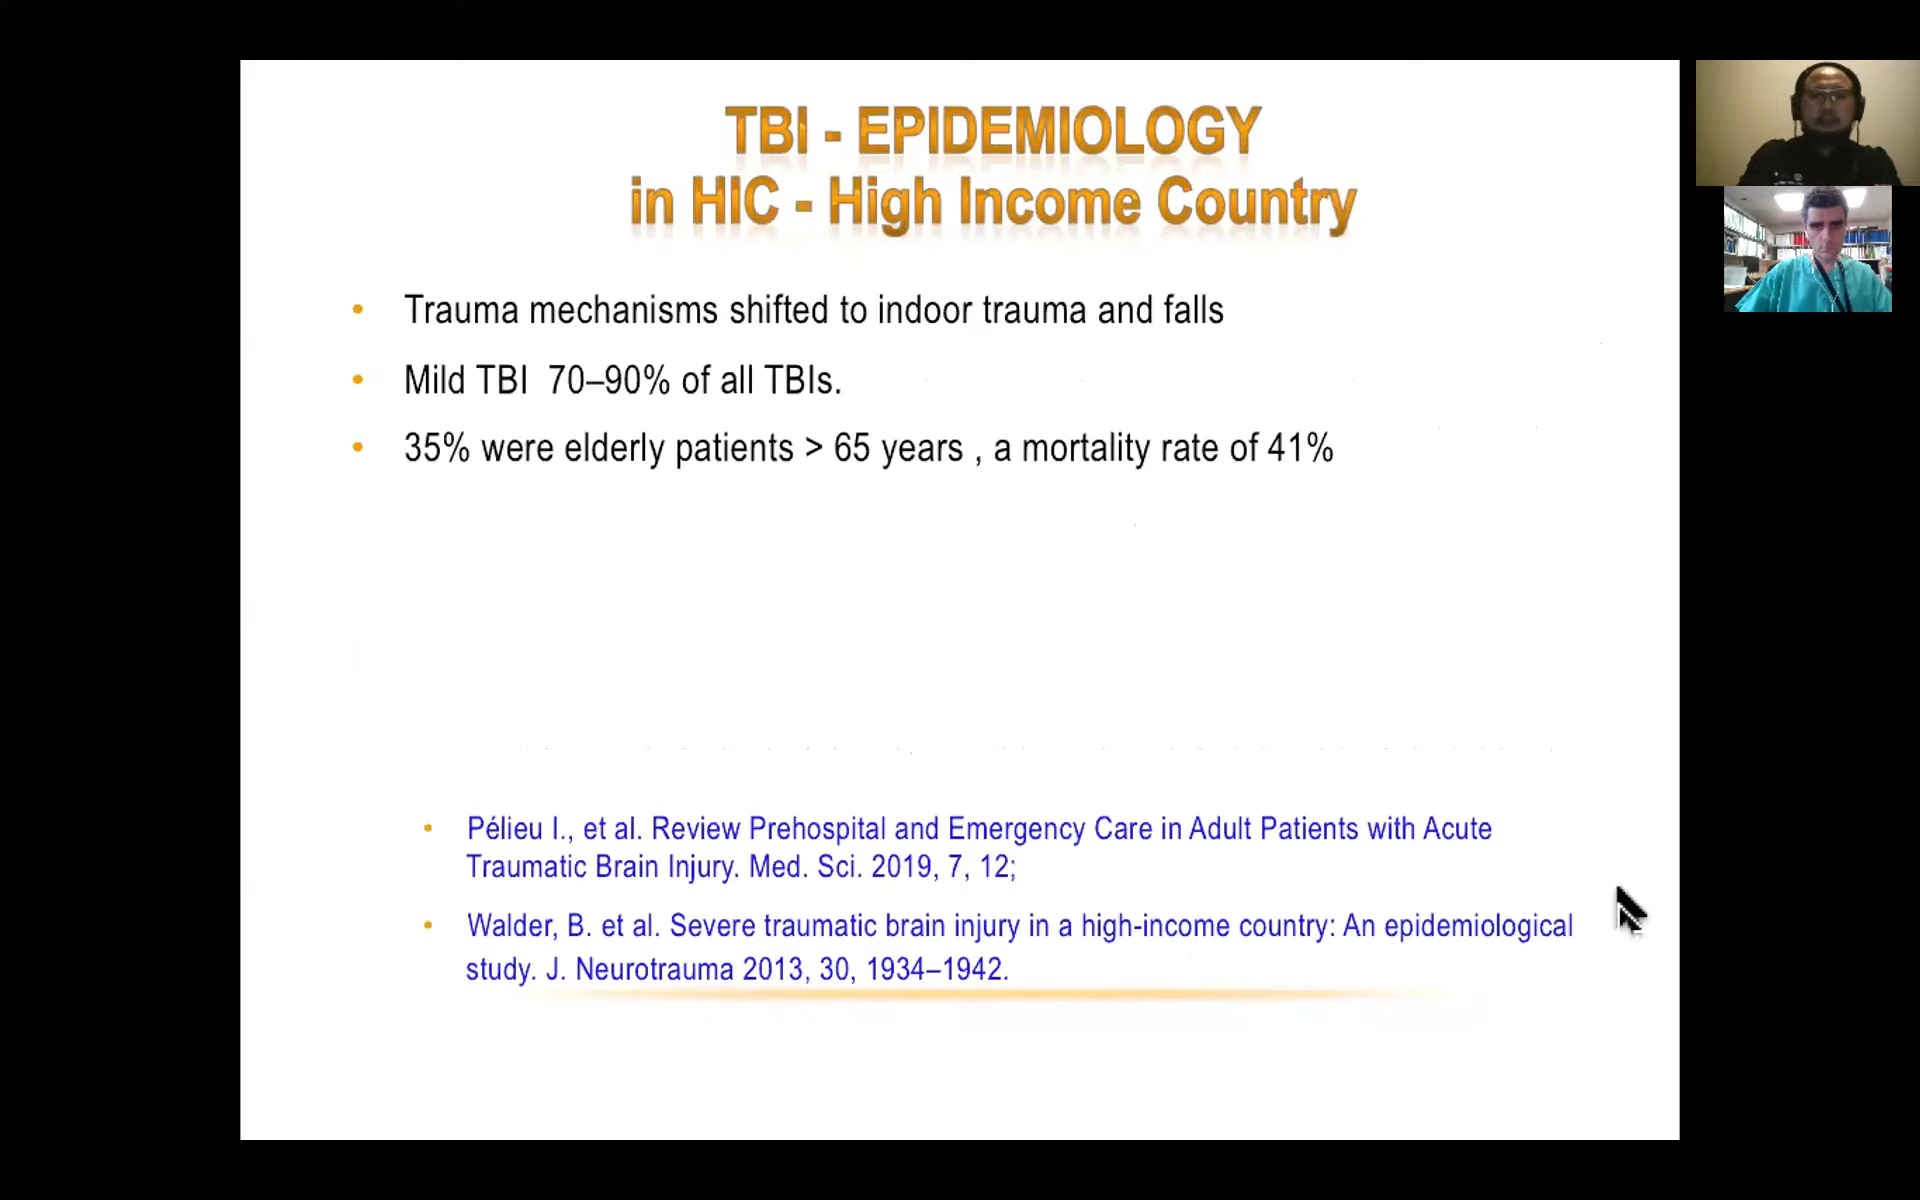 TBI - EPIDEMIOLOGY
in HIC - High Income Country
• Trauma mechanisms shifted to indoor trauma and falls
• Mild TBI  70–90% of all TBIs.
• 35% were elderly patients > 65 years , a mortality rate of 41%
• Pélieu I., et al. Review Prehospital and Emergency Care in Adult Patients with Acute
Traumatic Brain Injury. Med. Sci. 2019, 7, 12;
• Walder, B. et al. Severe traumatic brain injury in a high-income country: An epidemiological
study. J. Neurotrauma 2013, 30, 1934–1942.